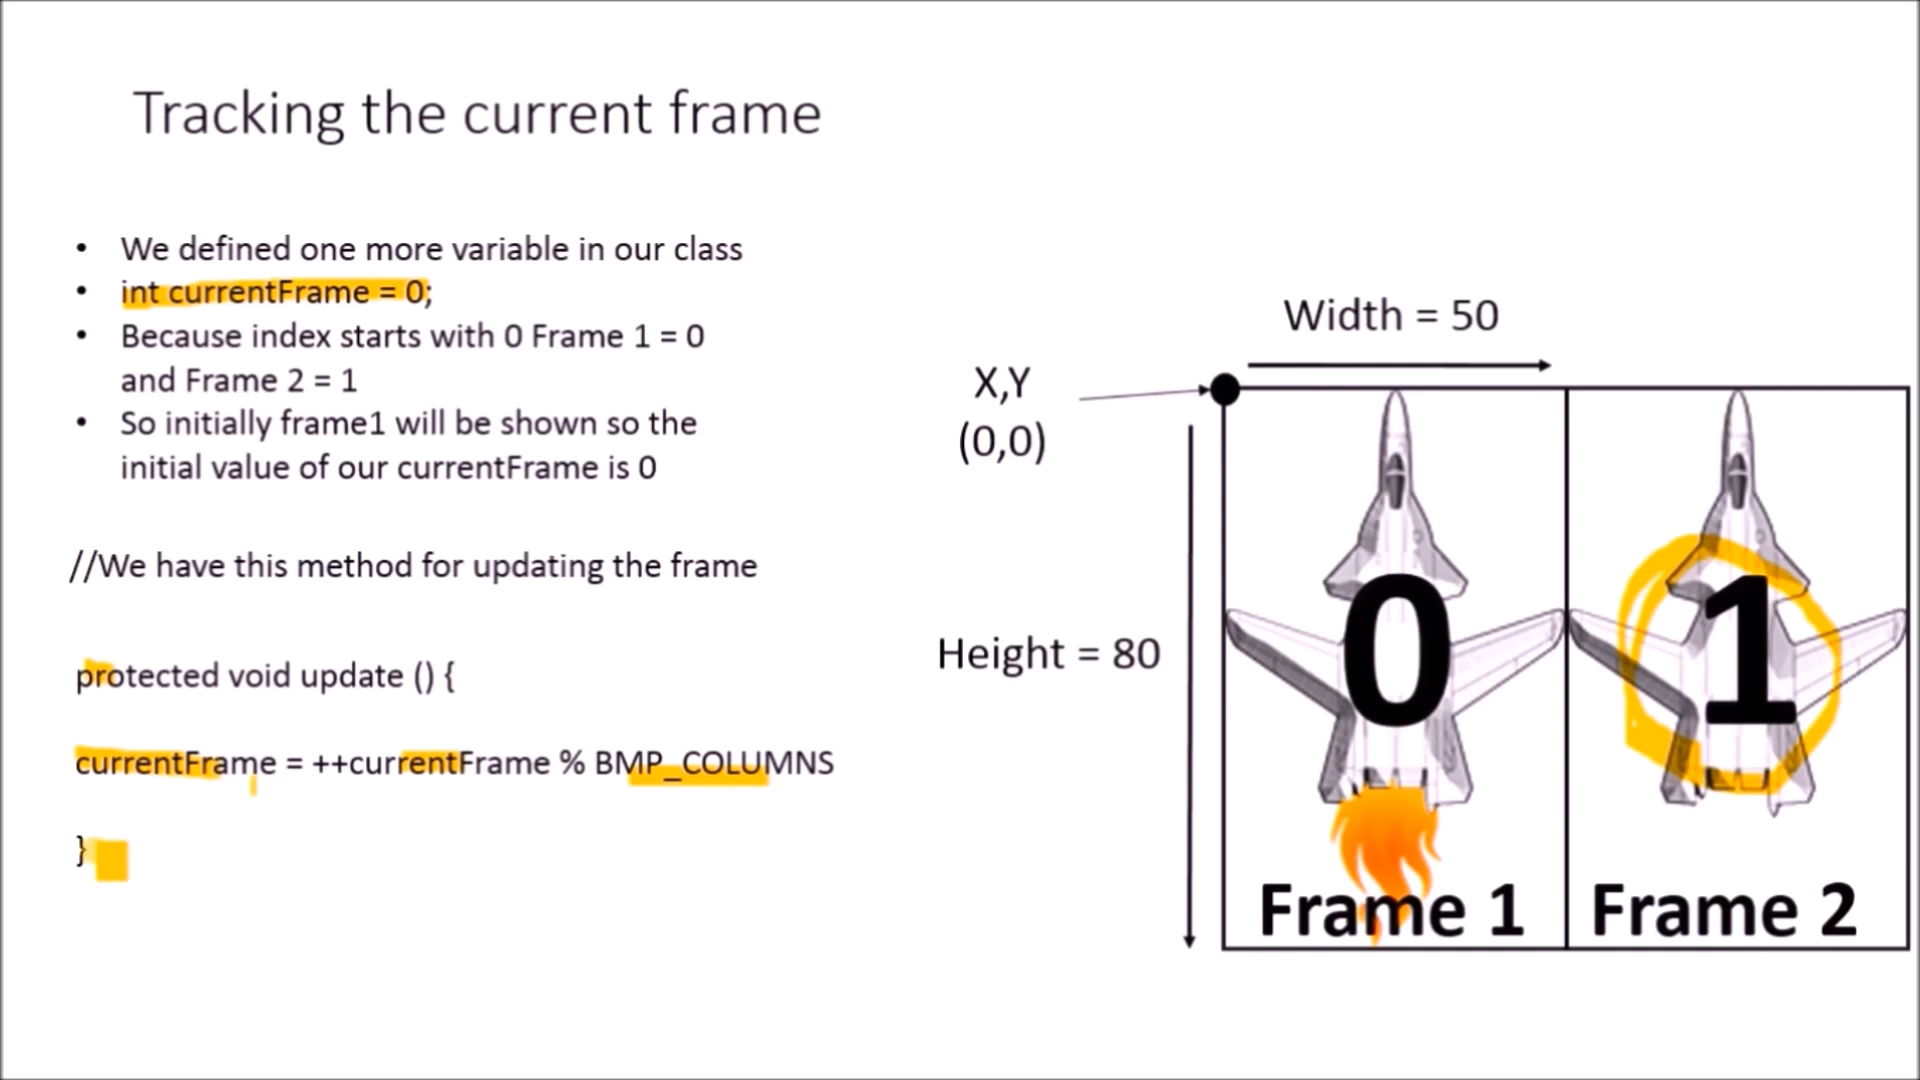 Tracking the current frame
• We defined one more variable in our class
• int currentFrame = 0;
• Because index starts with 0 Frame 1 = 0
and Frame 2 = 1
• So initially frame1 will be shown so the
initial value of our currentFrame is 0
//We have this method for updating the frame
protected void update () {
currentFrame = ++currentFrame % BMP_COLUMNS
}
Width = 50
X,Y
(0,0)
Height = 80
0
1
Frame 1
Frame 2